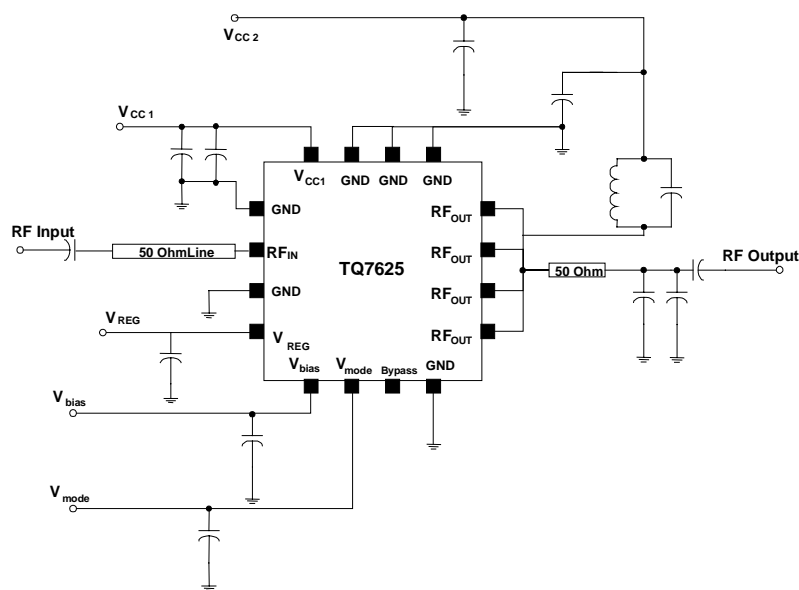 VCC 2
VCC 1
VCC1 GND GND GND
GND
RFOUT
RF Input
50 OhmLine
RFIN
RFOUT
RF Output
TQ7625
50 Ohm
GND
RFOUT
VREG
VREG
RFOUT
Vbias Vmode Bypass GND
Vbias
Vmode